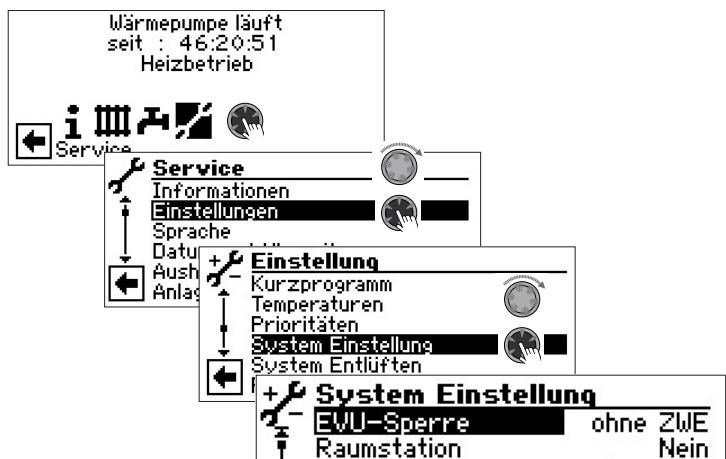 Wärmepumpe läuft
seit : 46:20:51
Heizbetrieb
Service
Service
Informationen
Einstellungen
Sprache
Einstellung
Kurzprogramm
Temperaturen
Prioritäten
System Einstellung
System Entlüften
System Einstellung
EVU-Sperre ohne ZWE
Raumstation Nein